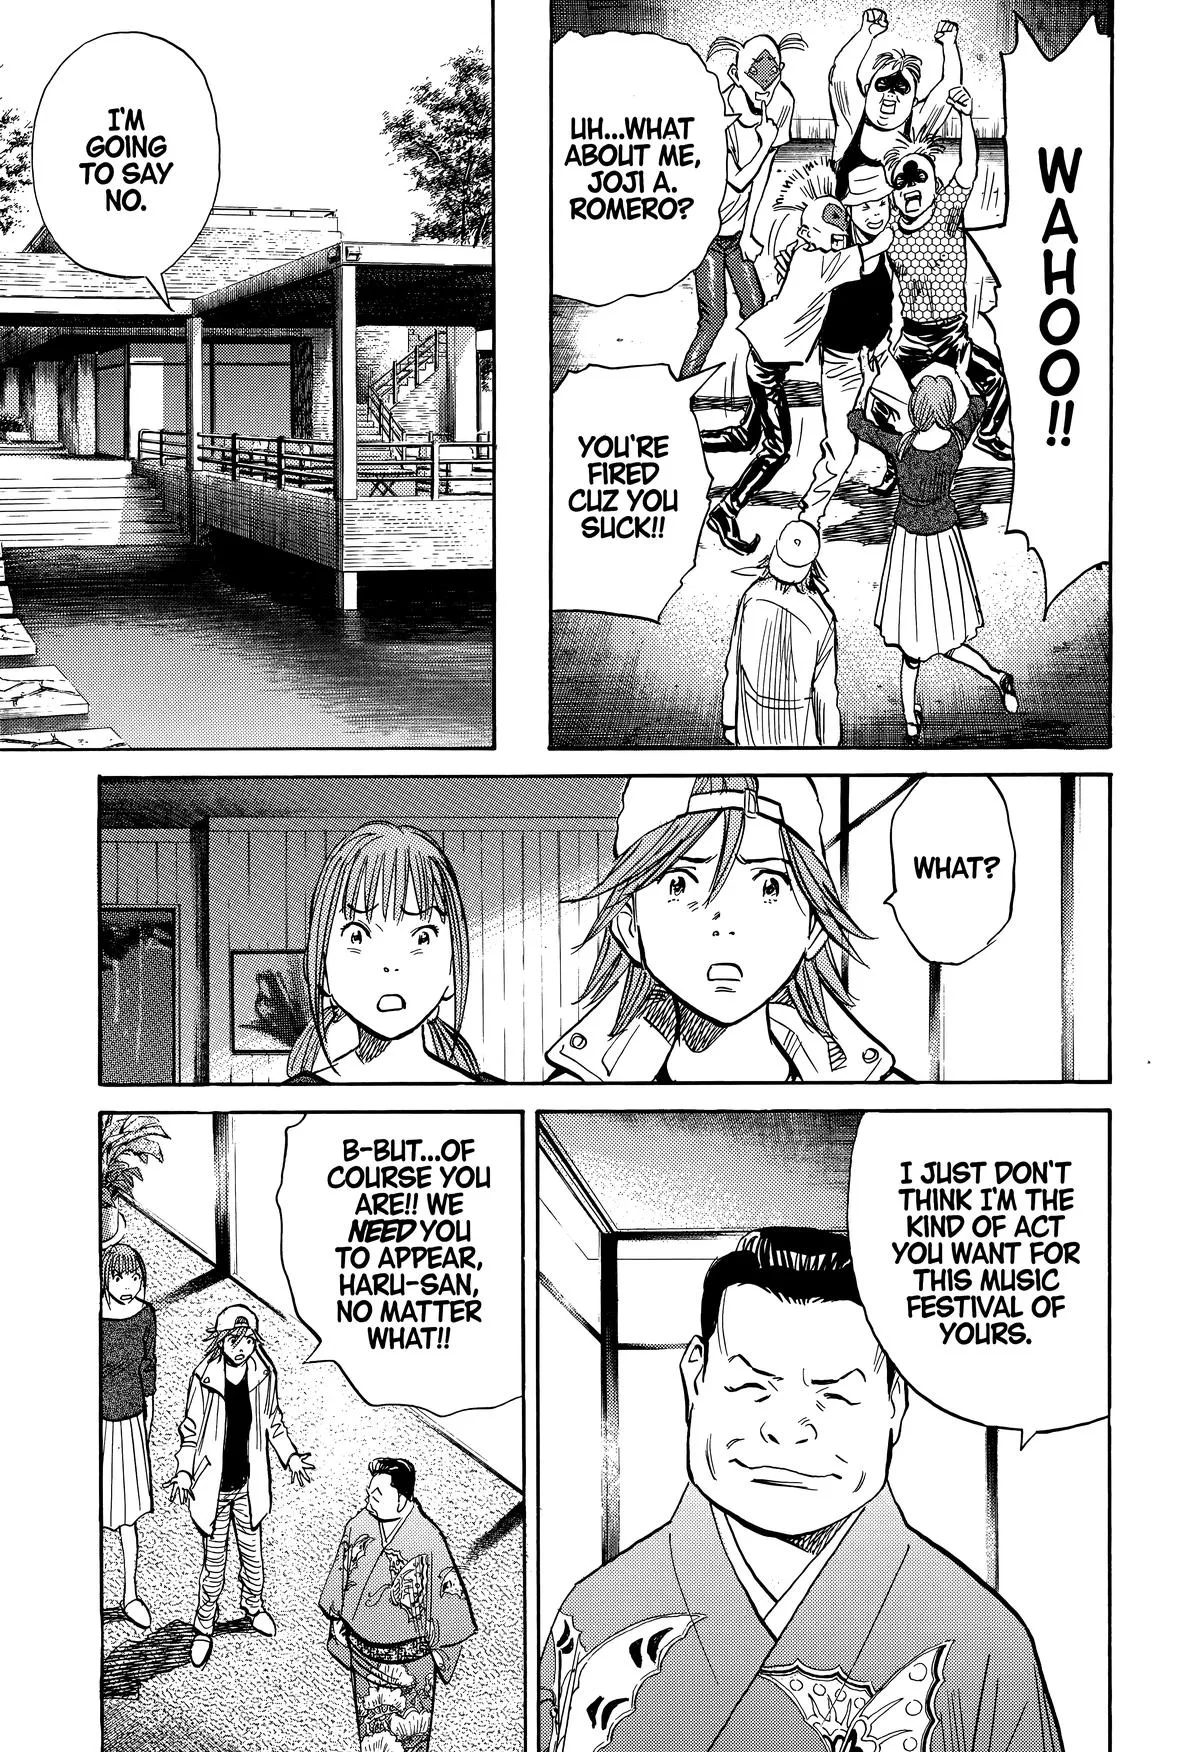 WAHOO!!
UH...WHAT
ABOUT ME,
JOJI A.
ROMERO?
YOU'RE
FIRED
CUZ YOU
SUCK!!
I'M
GOING
TO SAY
NO.
WHAT?
I JUST DON'T
THINK I'M THE
KIND OF ACT
YOU WANT FOR
THIS MUSIC
FESTIVAL OF
YOURS.
B-BUT...OF
COURSE YOU
ARE!! WE
NEED YOU
TO APPEAR,
HARU-SAN,
NO MATTER
WHAT!!